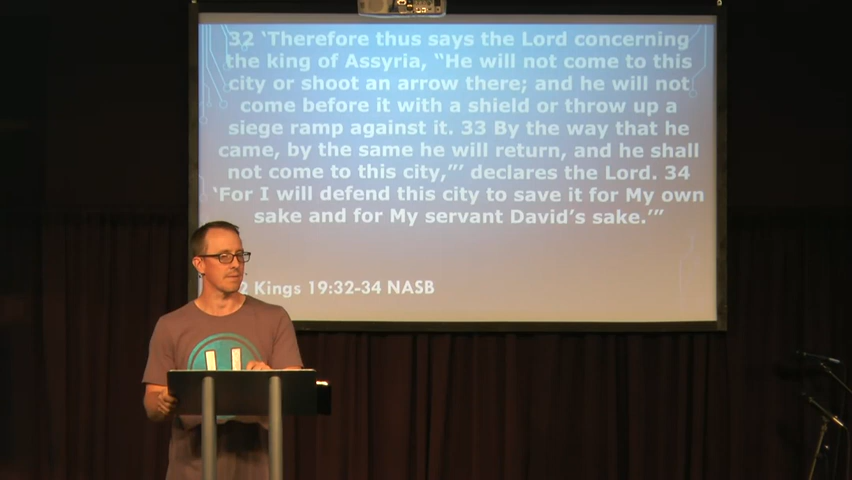 32 ‘Therefore thus says the Lord concerning
the king of Assyria, “He will not come to this
city or shoot an arrow there; and he will not
come before it with a shield or throw up a
siege ramp against it. 33 By the way that he
came, by the same he will return, and he shall
not come to this city,”’ declares the Lord. 34
‘For I will defend this city to save it for My own
sake and for My servant David’s sake.’”
2 Kings 19:32-34 NASB